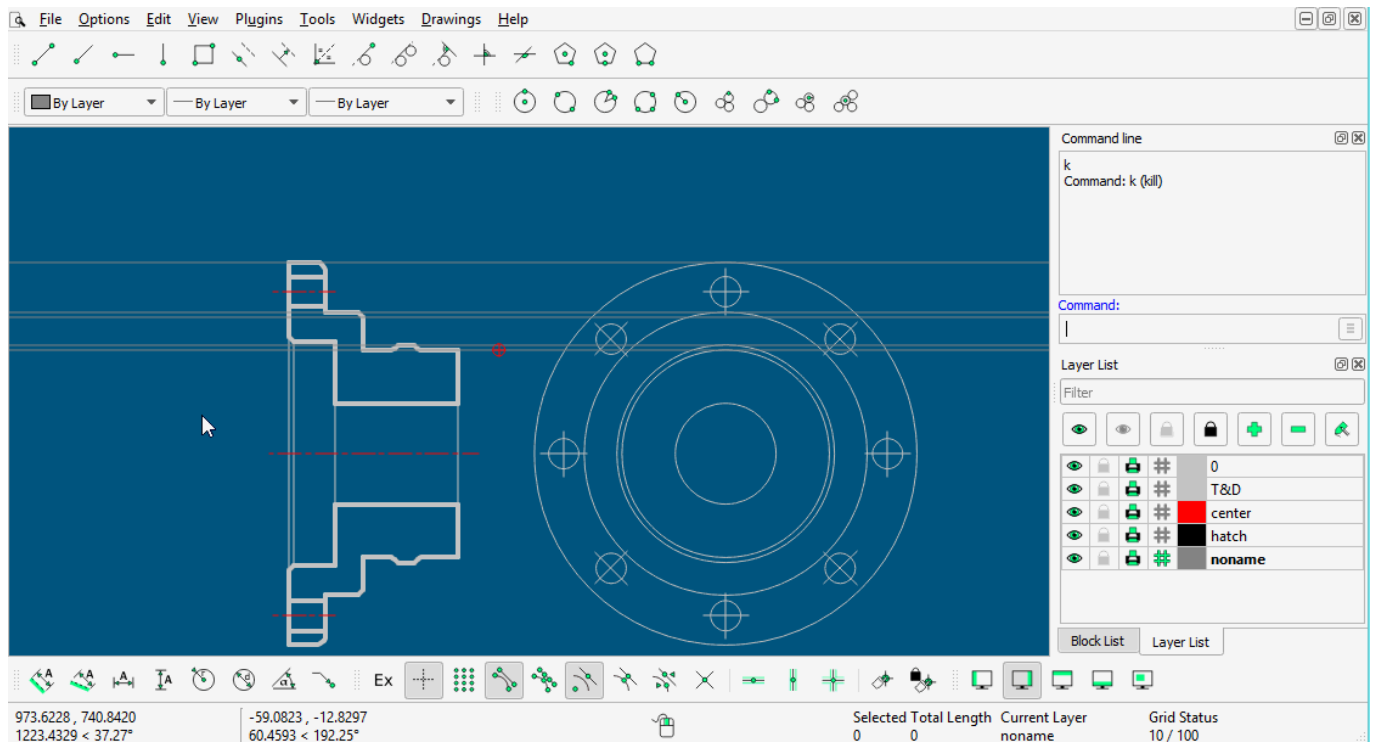 File Options Edit View Plugins Tools Widgets Drawings Help
By Layer By Layer By Layer
Command line
k
Command: k (kill)
Command:
Layer List
Filter
0
T&D
center
hatch
noname
Block List Layer List
A A A A Ex
973.6228 , 740.8420 -59.0823 , -12.8297 Selected Total Length Current Layer Grid Status
1223.4329 < 37.27° 60.4593 < 192.25° 0 0 noname 10 / 100